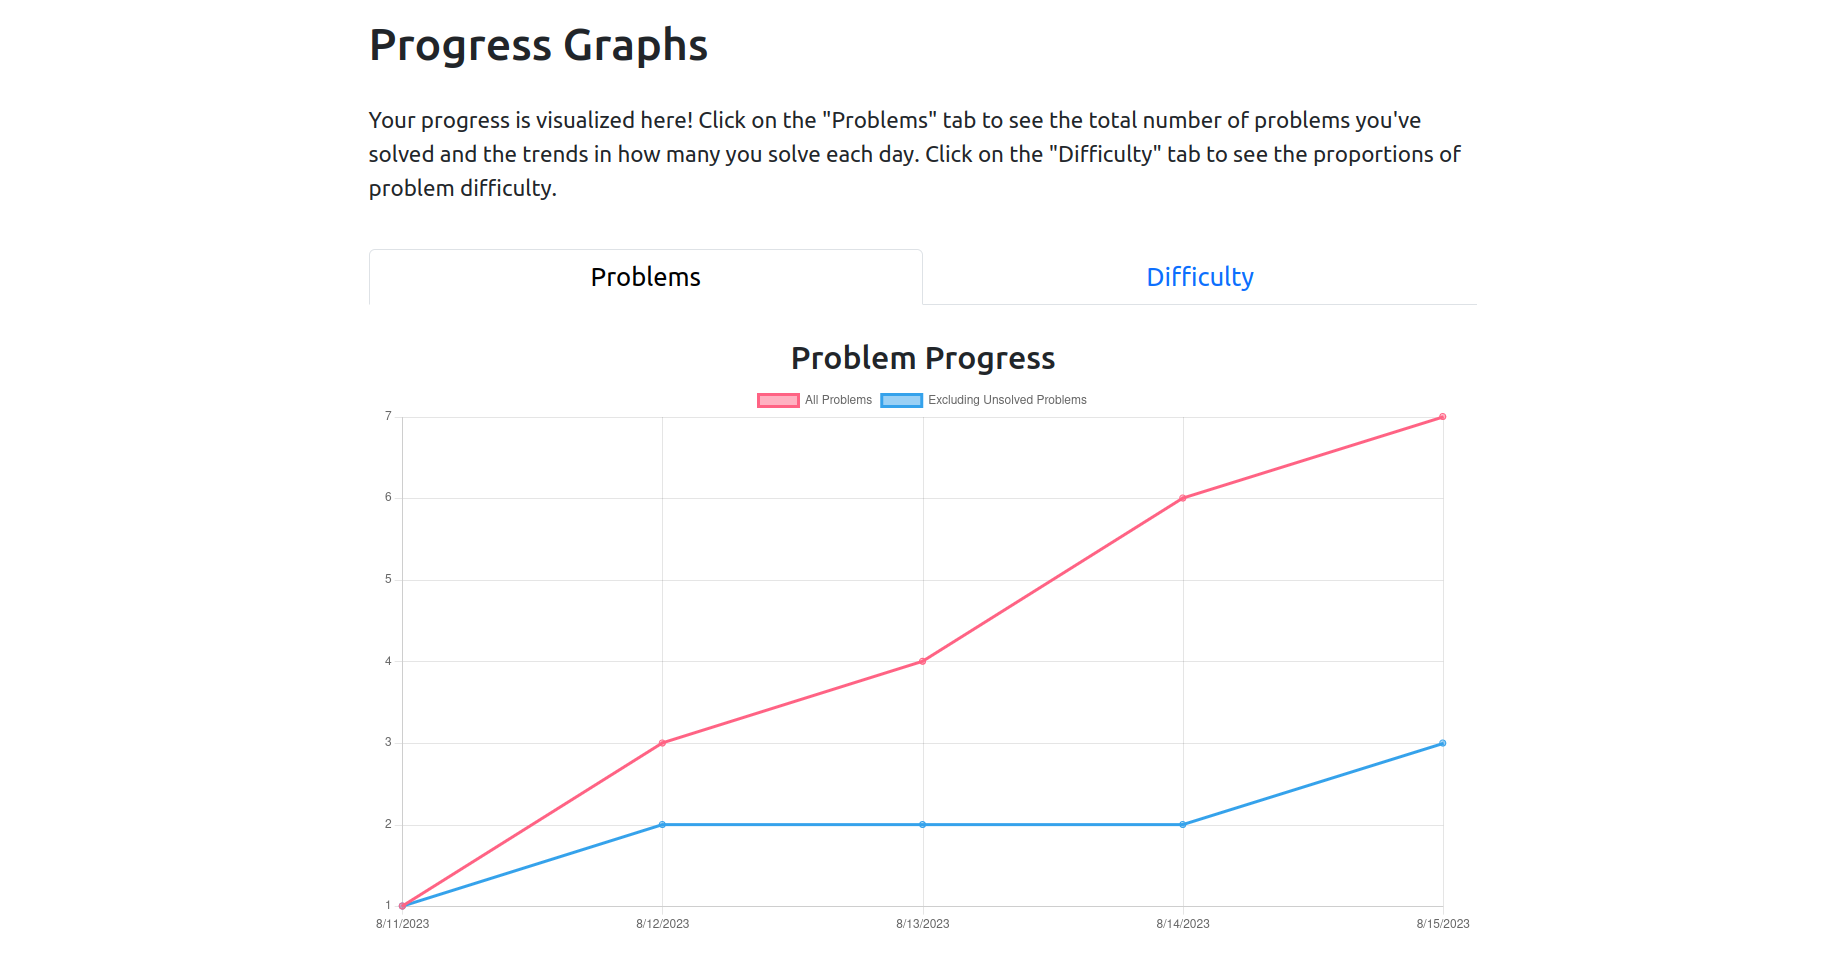 Progress Graphs
Your progress is visualized here! Click on the "Problems" tab to see the total number of problems you've
solved and the trends in how many you solve each day. Click on the "Difficulty" tab to see the proportions of
problem difficulty.
Problems
Difficulty
Problem Progress
All Problems
Excluding Unsolved Problems
7
6
5
4
3
2
1
8/11/2023
8/12/2023
8/13/2023
8/14/2023
8/15/2023